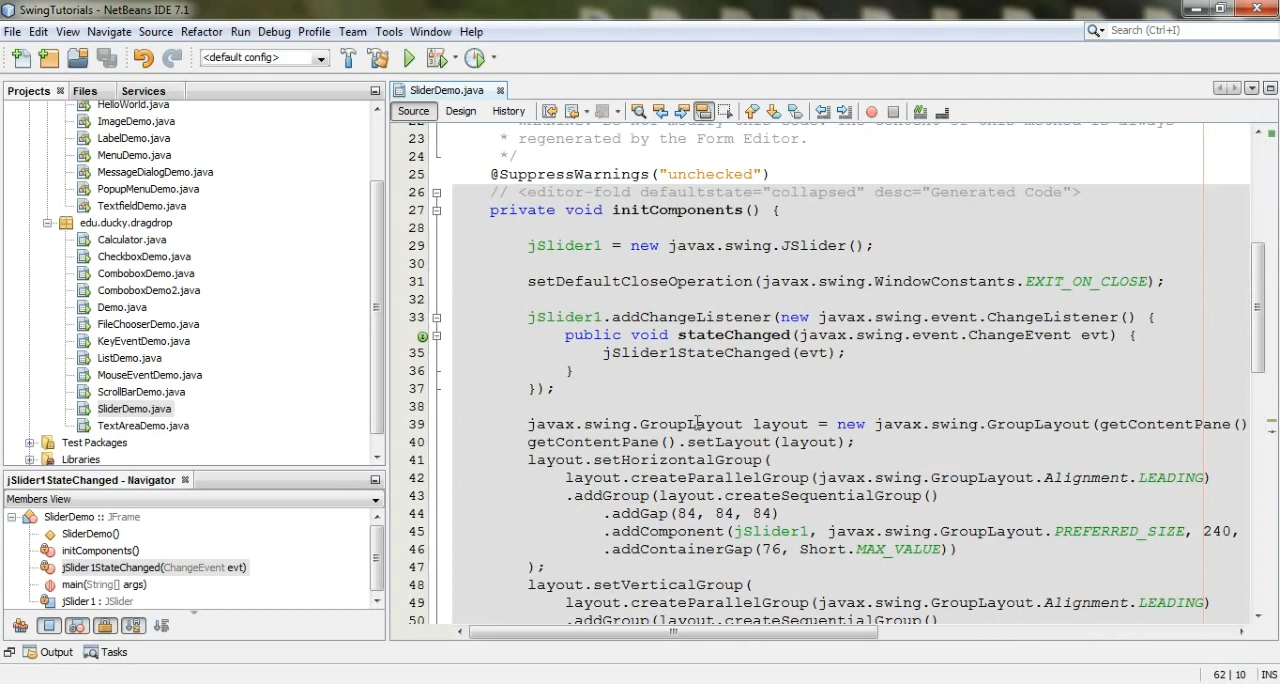 SwingTutorials - NetBeans IDE 7.1
File Edit View Navigate Source Refactor Run Debug Profile Team Tools Window Help
Search (Ctrl+I)
<default config>
Projects Files Services
HelloWorld.java
ImageDemo.java
LabelDemo.java
MenuDemo.java
MessageDialogDemo.java
PopupMenuDemo.java
TextfieldDemo.java
edu.ducky.dragdrop
Calculator.java
CheckboxDemo.java
ComboboxDemo.java
ComboboxDemo2.java
Demo.java
FileChooserDemo.java
KeyEventDemo.java
ListDemo.java
MouseEventDemo.java
ScrollBarDemo.java
SliderDemo.java
TextAreaDemo.java
Test Packages
Libraries
jSlider1StateChanged - Navigator
Members View
SliderDemo :: JFrame
SliderDemo()
initComponents()
jSlider1StateChanged(ChangeEvent evt)
main(String[] args)
jSlider1 : JSlider
Output Tasks
SliderDemo.java
Source Design History
23 * regenerated by the Form Editor.
24 */
25 @SuppressWarnings("unchecked")
26 // <editor-fold defaultstate="collapsed" desc="Generated Code">
27 private void initComponents() {
28
29 jSlider1 = new javax.swing.JSlider();
30
31 setDefaultCloseOperation(javax.swing.WindowConstants.EXIT_ON_CLOSE);
32
33 jSlider1.addChangeListener(new javax.swing.event.ChangeListener() {
public void stateChanged(javax.swing.event.ChangeEvent evt) {
35 jSlider1StateChanged(evt);
36 }
37 });
38
39 javax.swing.GroupLayout layout = new javax.swing.GroupLayout(getContentPane()
40 getContentPane().setLayout(layout);
41 layout.setHorizontalGroup(
42 layout.createParallelGroup(javax.swing.GroupLayout.Alignment.LEADING)
43 .addGroup(layout.createSequentialGroup()
44 .addGap(84, 84, 84)
45 .addComponent(jSlider1, javax.swing.GroupLayout.PREFERRED_SIZE, 240,
46 .addContainerGap(76, Short.MAX_VALUE))
47 );
48 layout.setVerticalGroup(
49 layout.createParallelGroup(javax.swing.GroupLayout.Alignment.LEADING)
50 .addGroup(layout.createSequentialGroup()
62 | 10 INS